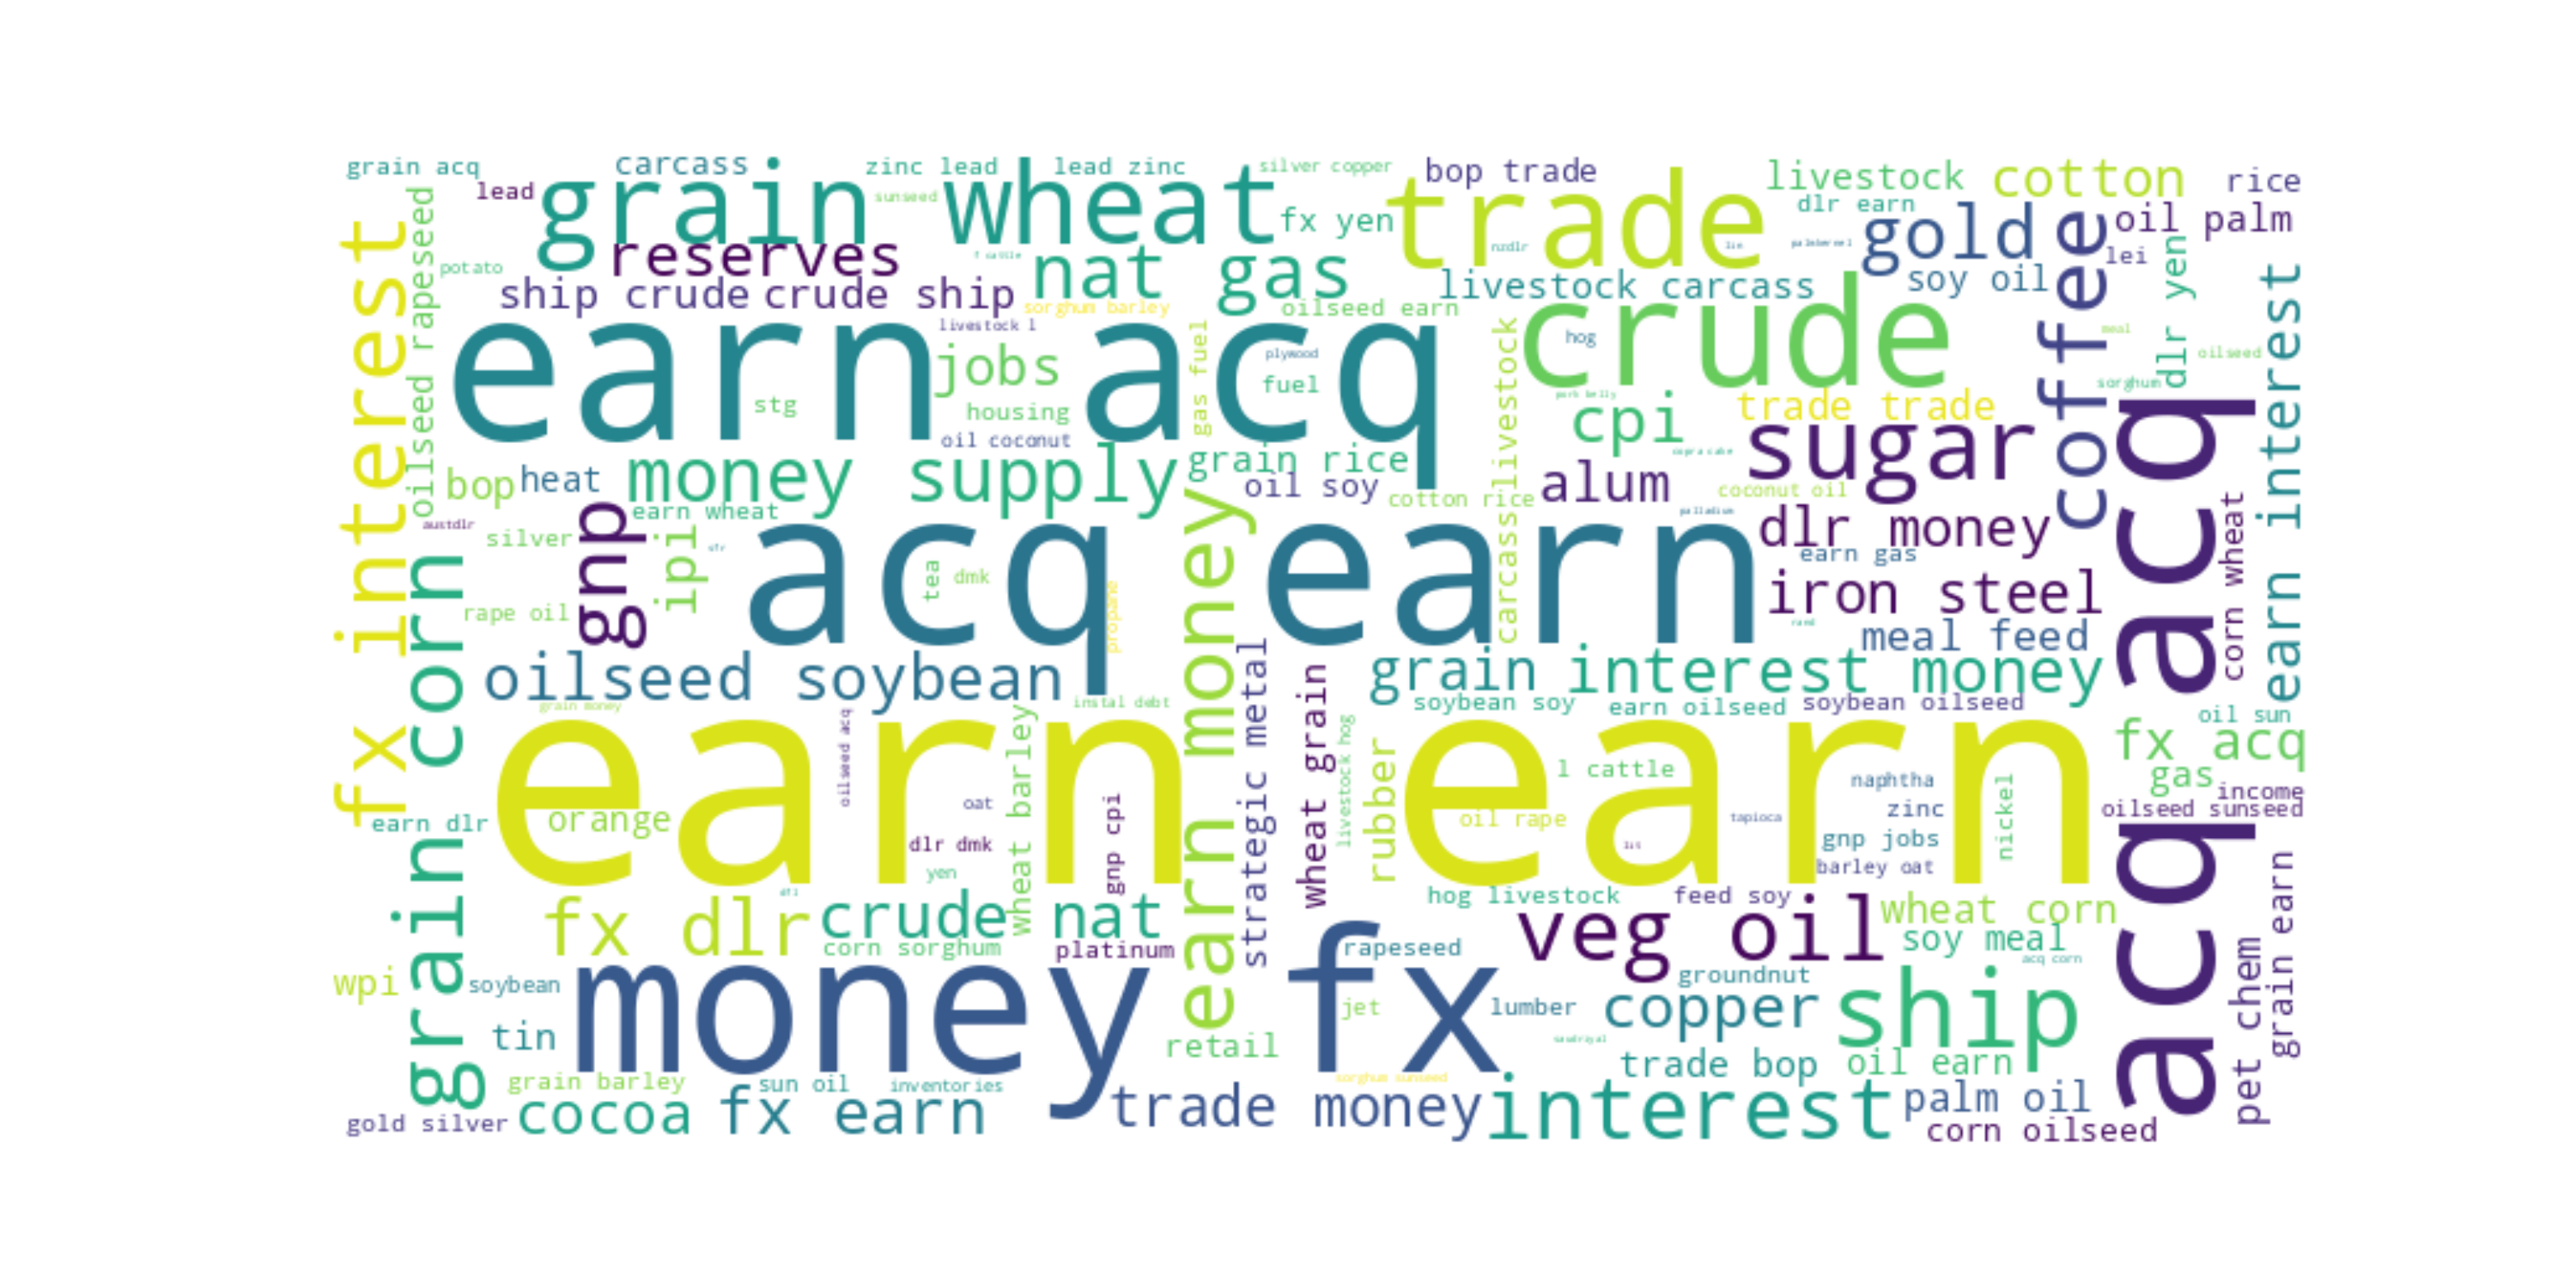 grain acq
carcass
zinc lead
lead zinc
silver copper
bop trade
livestock
cotton
rice
lead
grain wheat
sunseed
fx yen
trade
dlr earn
gold
coffee
oil palm
fx interest
oilseed rapeseed
potato
reserves
f cattle
nat gas
nzdlr
lin
palmkernel
lei
dlr yen
earn interest
ship crude
crude ship
sorghum barley
oilseed earn
livestock carcass
soy oil
earn acq
livestock l
jobs
gas fuel
plywood
fuel
carcass livestock
crude
hog
meal
oilseed
sorghum
stg
housing
oil coconut
pork belly
cpi
trade trade
sugar
acq acq
bop
heat
money supply
grain rice
oil soy
cotton rice
alum
copra cake
coconut oil
corn wheat
austdlr
silver
gnp
earn wheat
ipi
sfr
acq earn
tea
dmk
propane
earn money
palladium
dlr money
earn gas
iron steel
rand
meal feed
rape oil
grain corn
oilseed soybean
strategic metal
wheat grain
grain
interest money
grain money
instal debt
soybean soy
earn oilseed
soybean oilseed
oil sun
fx acq
gas
income
oilseed sunseed
earn earn
oilseed acq
wheat barley
livestock hog
rubber
l cattle
naphtha
nickel
earn dlr
orange
oat
gnp cpi
oil rape
tapioca
zinc
gnp jobs
barley oat
dlr dmk
yen
dfl
lit
hog livestock
feed soy
fx dlr
crude nat
corn sorghum
platinum
rapeseed
veg oil
wheat corn
soy meal
acq corn
pet chem
grain earn
wpi
soybean
money fx
jet
lumber
groundnut
copper
ship
tin
retail
saudriyal
trade bop
oil earn
grain barley
sun oil
inventories
sorghum sunseed
gold silver
cocoa
fx earn
trade money
interest
palm oil
corn oilseed